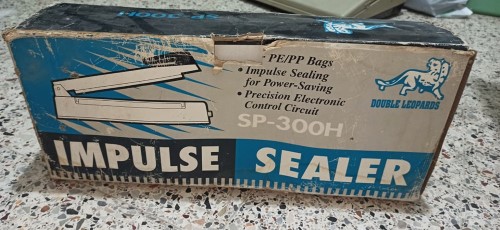 SP-300H
• PE/PP Bags
• Impulse Sealing
for Power-Saving
• Precision Electronic
Control Circuit
SP-300H
DOUBLE LEOPARDS
IMPULSE SEALER